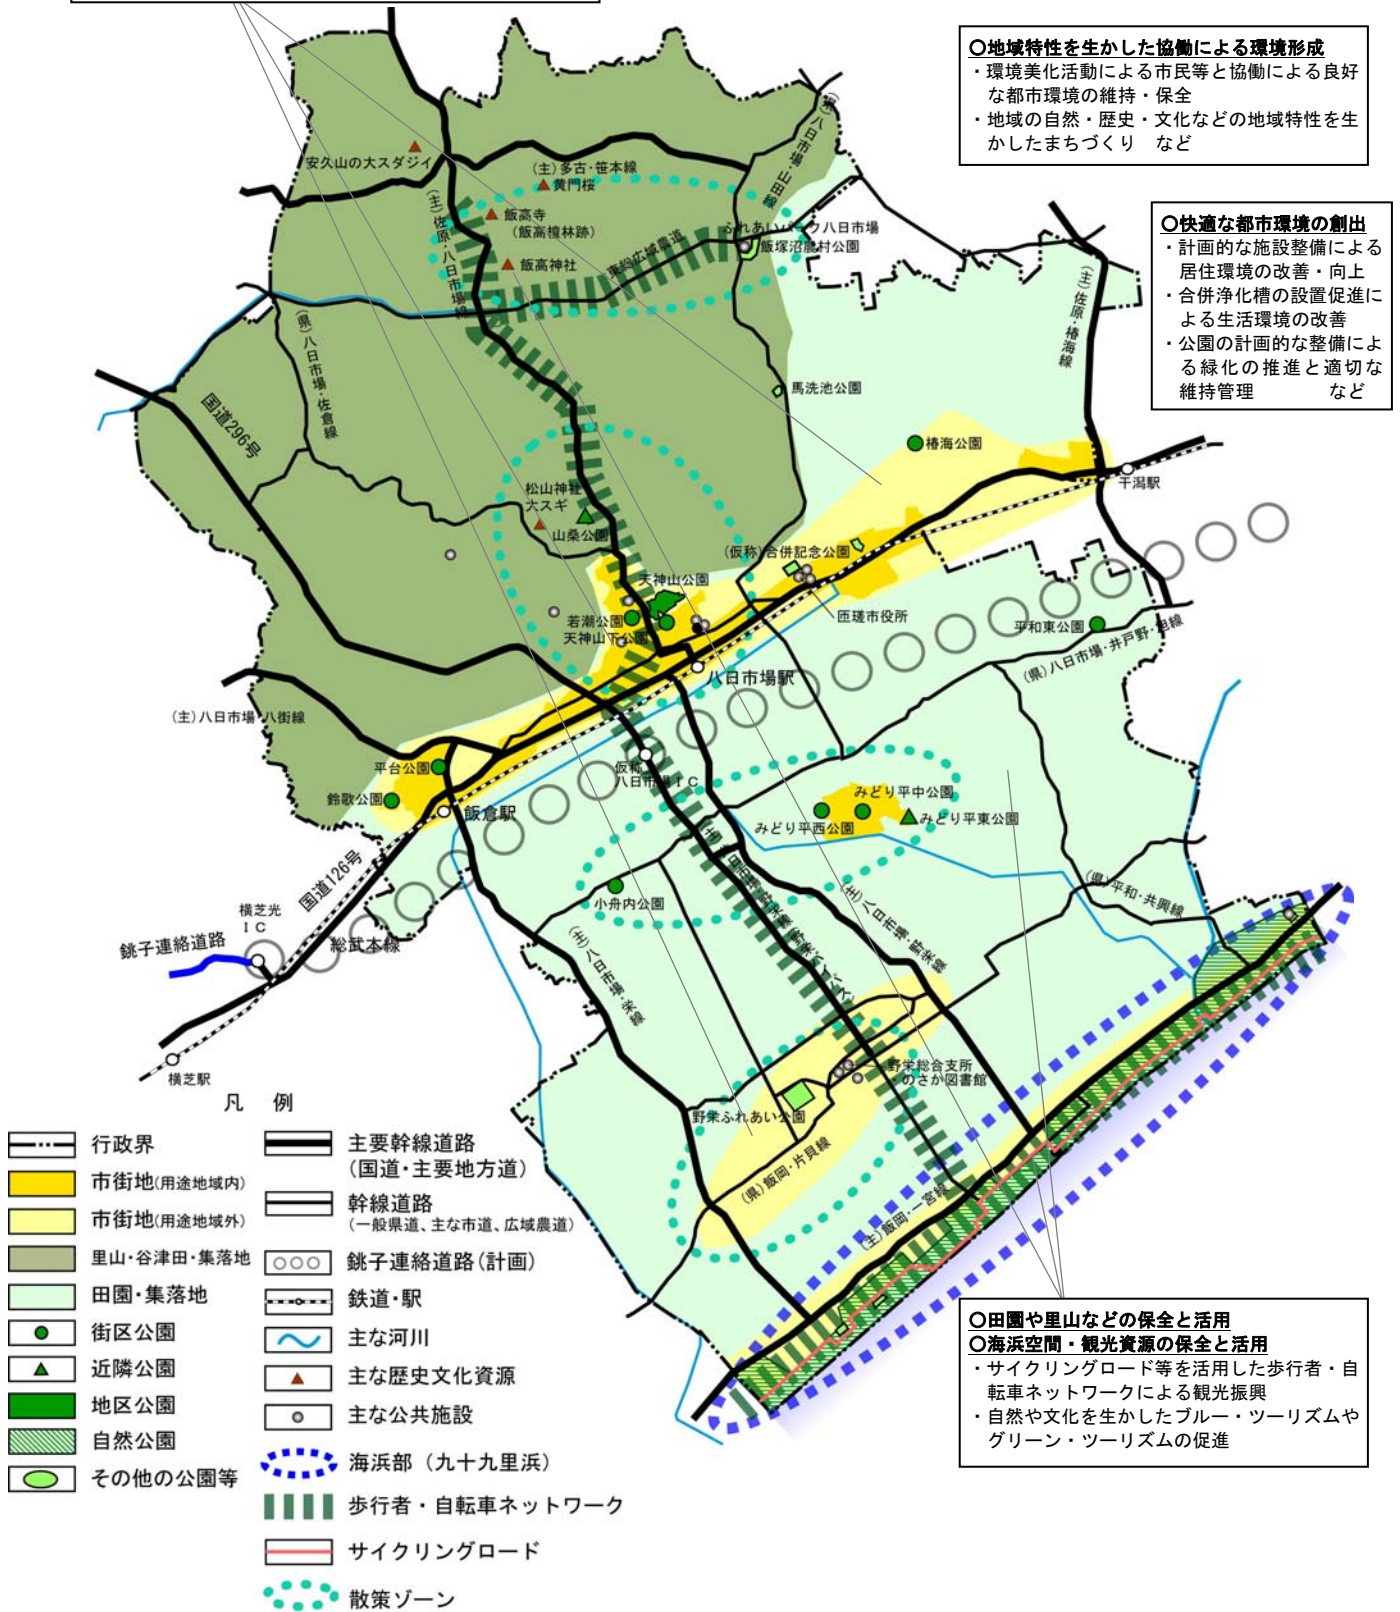 〇地域特性を生かした協働による環境形成
・環境美化活動による市民等と協働による良好
な都市環境の維持・保全
・地域の自然・歴史・文化などの地域特性を生
かしたまちづくり など
〇快適な都市環境の創出
・計画的な施設整備による
居住環境の改善・向上
・合併浄化槽の設置促進に
よる生活環境の改善
・公園の計画的な整備によ
る緑化の推進と適切な
維持管理 など
(県)八日市場・山田線
安久山の大スダジイ
(主)多古・笹本線
黄門桜
(主)佐原・八日市場線
飯高寺
(飯高檀林跡)
ふれあいパーク八日市場
飯塚沼農村公園
東総広域農道
飯高神社
(主)佐原・椿海線
(県)八日市場・佐倉線
国道296号
馬洗池公園
椿海公園
干潟駅
松山神社
大スギ
山桑公園
(仮称)合併記念公園
天神山公園
若潮公園
天神山下公園
匝瑳市役所
平和東公園
(県)八日市場・井戸野・旭線
八日市場駅
(主)八日市場・八街線
平台公園
仮称
八日市場IC
鈴歌公園
飯倉駅
みどり平中公園
みどり平西公園
みどり平東公園
国道126号
小舟内公園
(県)平和・共興線
横芝光
IC
銚子連絡道路
総武本線
(主)八日市場・栄線
(主)八日市場・野栄線
横芝駅
野栄総合支所
のさか図書館
野栄ふれあい公園
(県)飯岡・片貝線
(主)飯岡・一宮線
凡 例
行政界
市街地(用途地域内)
市街地(用途地域外)
里山・谷津田・集落地
田園・集落地
街区公園
近隣公園
地区公園
自然公園
その他の公園等
主要幹線道路
(国道・主要地方道)
幹線道路
(一般県道、主な市道、広域農道)
銚子連絡道路(計画)
鉄道・駅
主な河川
主な歴史文化資源
主な公共施設
海浜部(九十九里浜)
歩行者・自転車ネットワーク
サイクリングロード
散策ゾーン
〇田園や里山などの保全と活用
〇海浜空間・観光資源の保全と活用
・サイクリングロード等を活用した歩行者・自
転車ネットワークによる観光振興
・自然や文化を生かしたブルー・ツーリズムや
グリーン・ツーリズムの促進